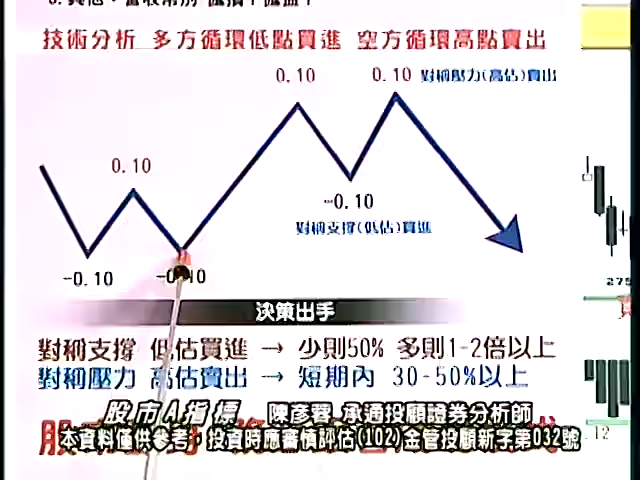 技術分析 多方循環低點買進 空方循環高點賣出
0.10
0.10 對稱壓力(高估)賣出
0.10
-0.10
對稱支撐(低估)買進
-0.10
275
決策出手
對稱支撐 低估買進 → 少則50% 多則1-2倍以上
對稱壓力 高估賣出 → 短期內 30-50%以上
股市A指標 陳彦蓉 承通投顧證券分析師
12
本資料僅供參考，投資時應審慎評估(102)金管投顧新字第032號